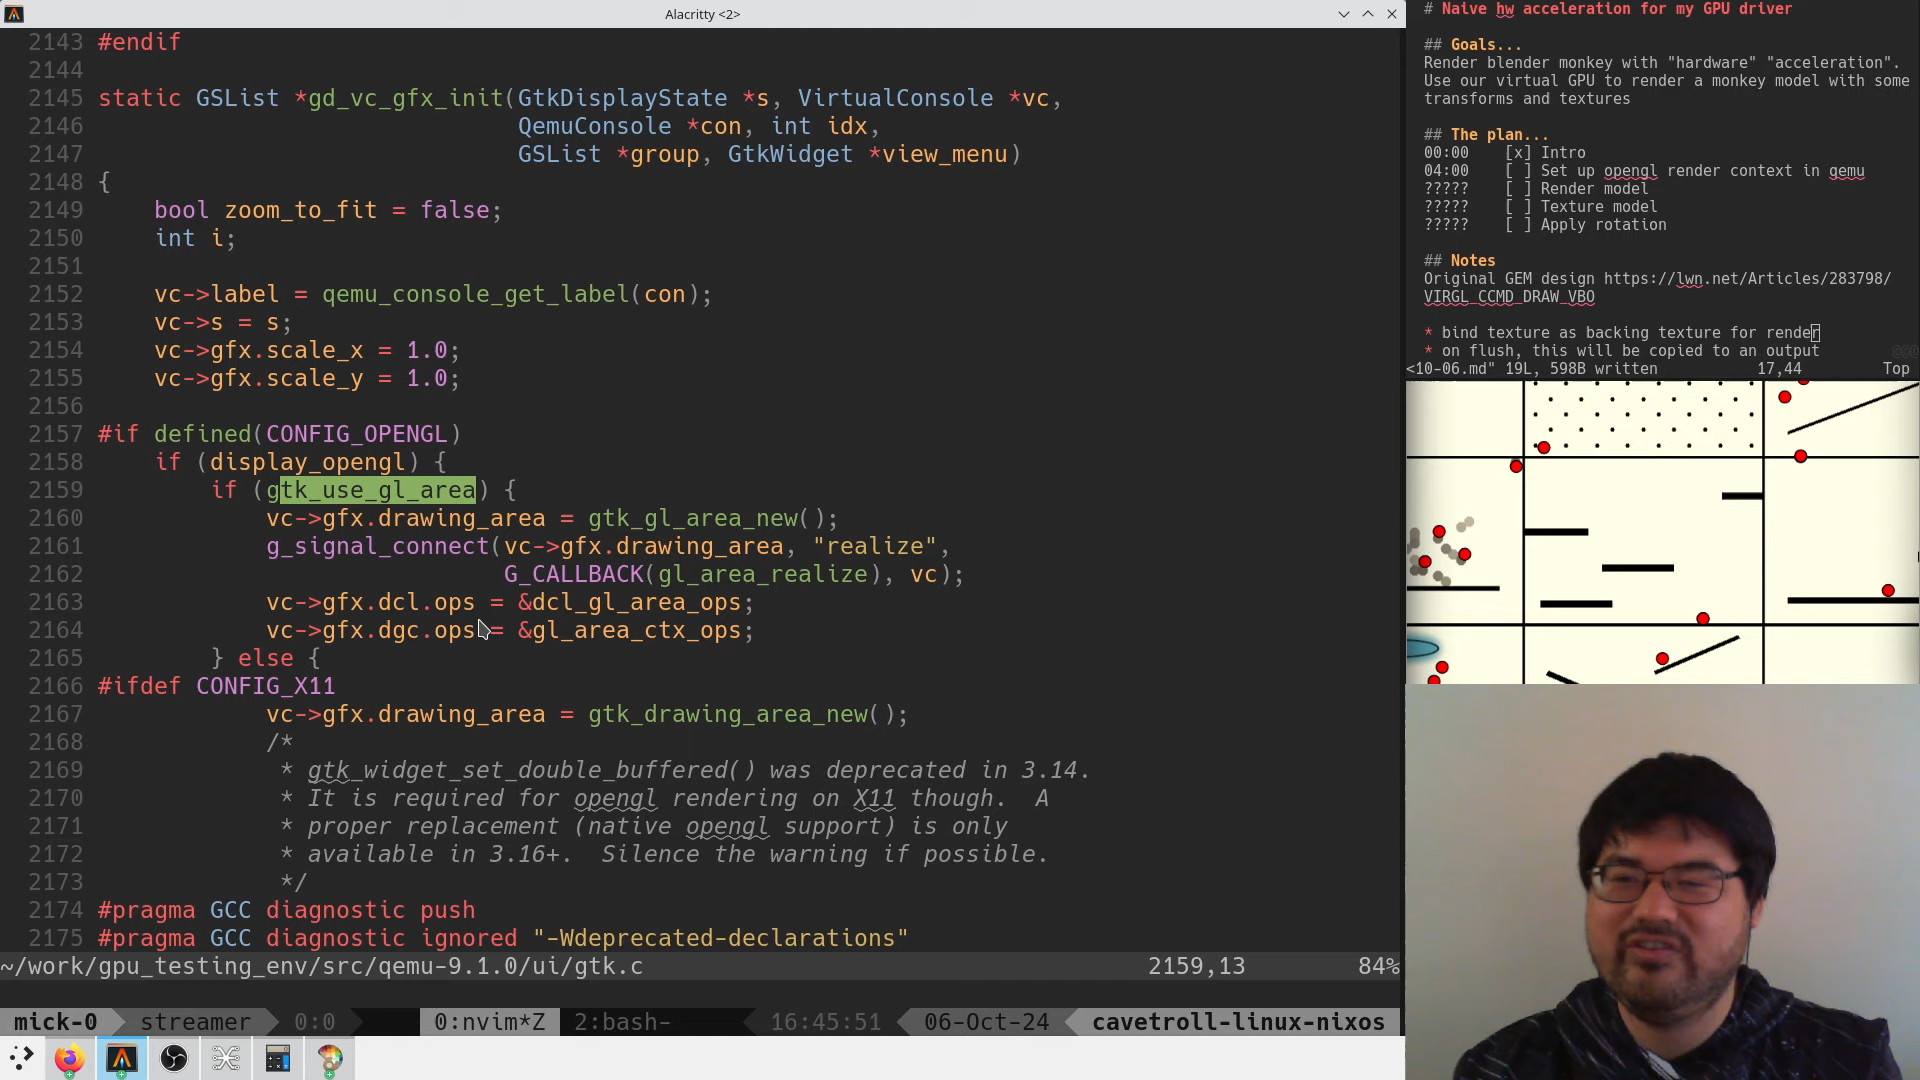 Alacritty <2>
2143 #endif
2144
2145 static GSList *gd_vc_gfx_init(GtkDisplayState *s, VirtualConsole *vc,
2146                               QemuConsole *con, int idx,
2147                               GSList *group, GtkWidget *view_menu)
2148 {
2149     bool zoom_to_fit = false;
2150     int i;
2151
2152     vc->label = qemu_console_get_label(con);
2153     vc->s = s;
2154     vc->gfx.scale_x = 1.0;
2155     vc->gfx.scale_y = 1.0;
2156
2157 #if defined(CONFIG_OPENGL)
2158     if (display_opengl) {
2159         if (gtk_use_gl_area) {
2160             vc->gfx.drawing_area = gtk_gl_area_new();
2161             g_signal_connect(vc->gfx.drawing_area, "realize",
2162                              G_CALLBACK(gl_area_realize), vc);
2163             vc->gfx.dcl.ops = &dcl_gl_area_ops;
2164             vc->gfx.dgc.ops = &gl_area_ctx_ops;
2165         } else {
2166 #ifdef CONFIG_X11
2167             vc->gfx.drawing_area = gtk_drawing_area_new();
2168             /*
2169              * gtk_widget_set_double_buffered() was deprecated in 3.14.
2170              * It is required for opengl rendering on X11 though.  A
2171              * proper replacement (native opengl support) is only
2172              * available in 3.16+.  Silence the warning if possible.
2173              */
2174 #pragma GCC diagnostic push
2175 #pragma GCC diagnostic ignored "-Wdeprecated-declarations"
~/work/gpu_testing_env/src/qemu-9.1.0/ui/gtk.c 2159,13 84%
mick-0 streamer 0:0 0:nvim*Z 2:bash- 16:45:51 06-Oct-24 cavetroll-linux-nixos
# Naive hw acceleration for my GPU driver
## Goals...
Render blender monkey with "hardware" "acceleration".
Use our virtual GPU to render a monkey model with some
transforms and textures
## The plan...
00:00    [x] Intro
04:00    [ ] Set up opengl render context in qemu
?????    [ ] Render model
?????    [ ] Texture model
?????    [ ] Apply rotation
## Notes
Original GEM design https://lwn.net/Articles/283798/
VIRGL_CCMD_DRAW_VBO
* bind texture as backing texture for render
* on flush, this will be copied to an output
<10-06.md" 19L, 598B written 17,44 Top